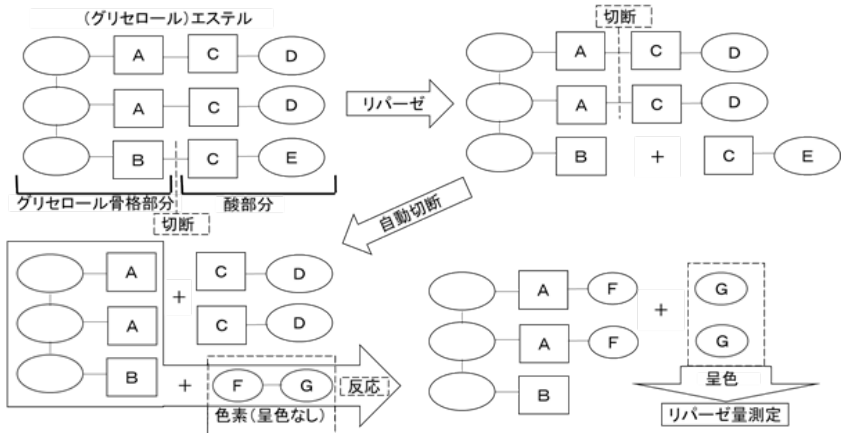 (グリセロール)エステル
A C D
A C D
B C E
グリセロール骨格部分 酸部分
切断
リパーゼ
切断
A C D
A C D
B + C E
自動切断
A + C D
A C D
B + F G 反応
色素(呈色なし)
A F + G
A F G
B
呈色
リパーゼ量測定